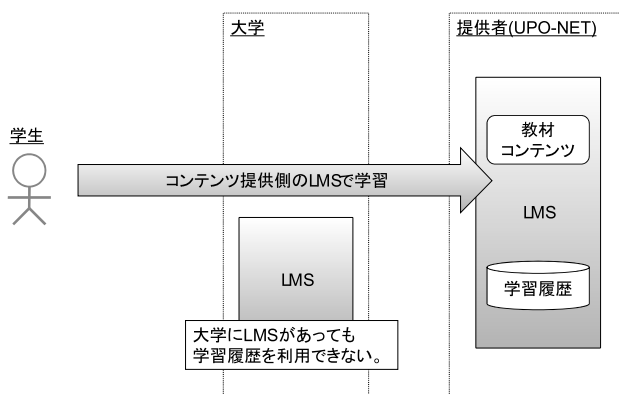 大学
提供者(UPO-NET)
学生
教材
コンテンツ
コンテンツ提供側のLMSで学習
LMS
LMS
学習履歴
大学にLMSがあっても
学習履歴を利用できない。